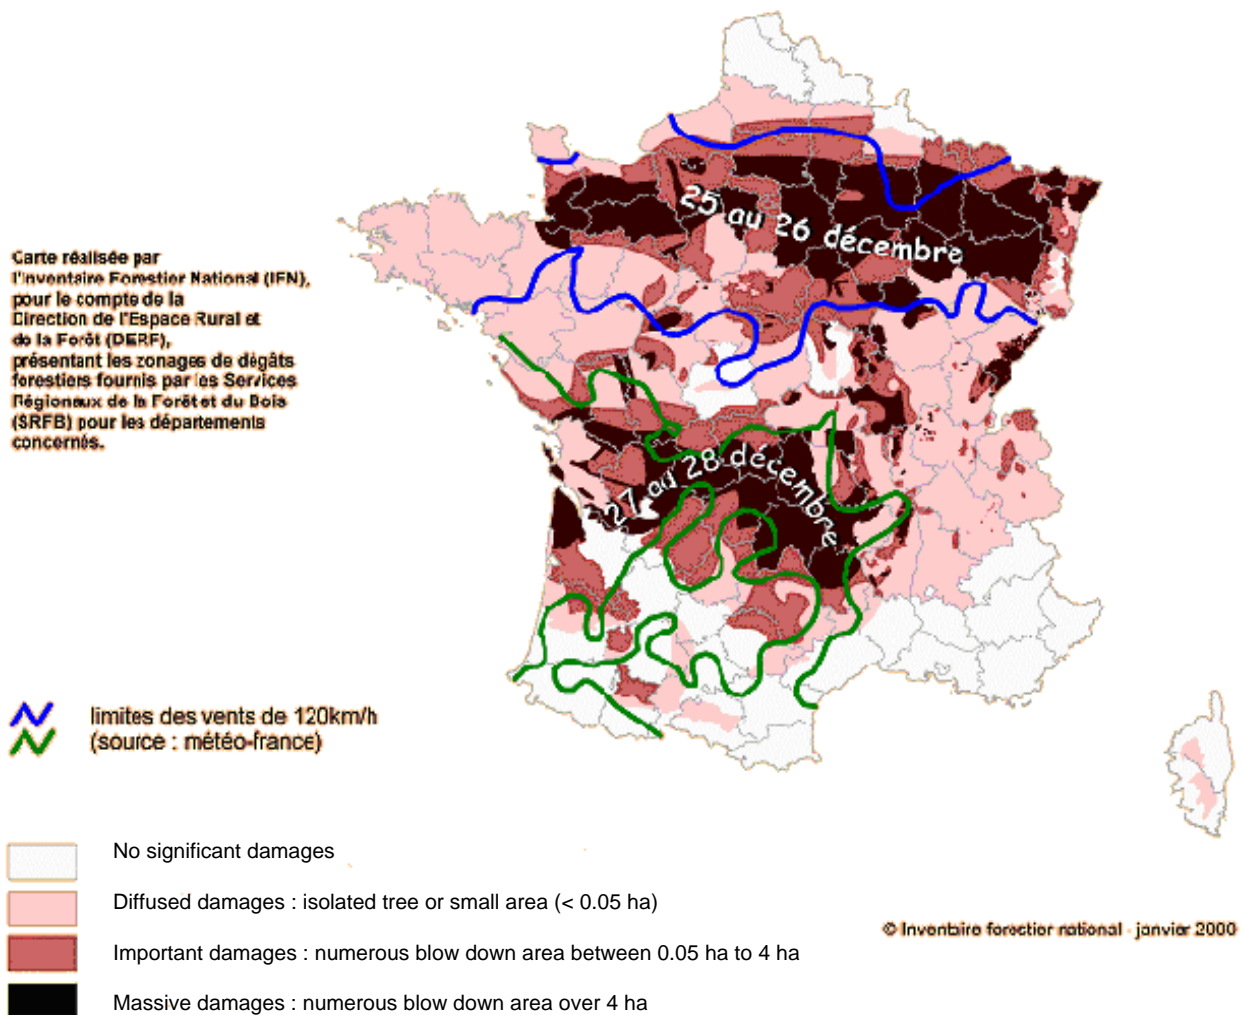 25 au 26 décembre
Carte réalisée par
l'Inventaire Forestier National (IFN),
pour le compte de la
Direction de l'Espace Rural et
de la Forêt (DERF),
présentant les zonages de dégâts
forestiers fournis par les Services
Régionaux de la Forêt et du Bois
(SRFB) pour les départements
concernés.
27 au 28 décembre
limites des vents de 120km/h
(source : météo-france)
No significant damages
Diffused damages : isolated tree or small area (< 0.05 ha)
Important damages : numerous blow down area between 0.05 ha to 4 ha
Massive damages : numerous blow down area over 4 ha
© Inventaire forestier national - janvier 2000